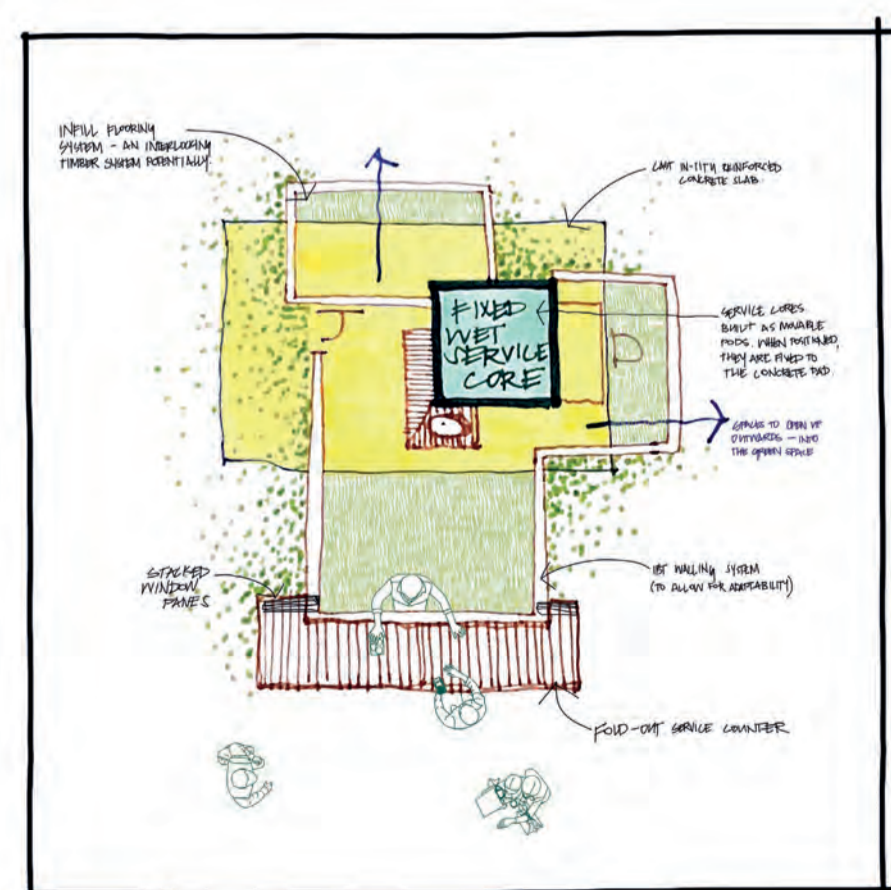 INFILL FLOORING
SYSTEM - AN INTERLOCKING
TIMBER SYSTEM POTENTIALLY.
CAST IN-SITU REINFORCED
CONCRETE SLAB
FIXED
WET
SERVICE
CORE
SERVICE CORES
BUILT AS MOVABLE
PODS. WHEN POSITIONED,
THEY ARE FIXED TO
THE CONCRETE PAD.
SPACES TO OPEN UP
OUTWARDS - INTO
THE GREEN SPACE
STACKED
WINDOW
PANES
WALLING SYSTEM
(TO ALLOW FOR ADAPTABILITY)
FOLD-OUT SERVICE COUNTER